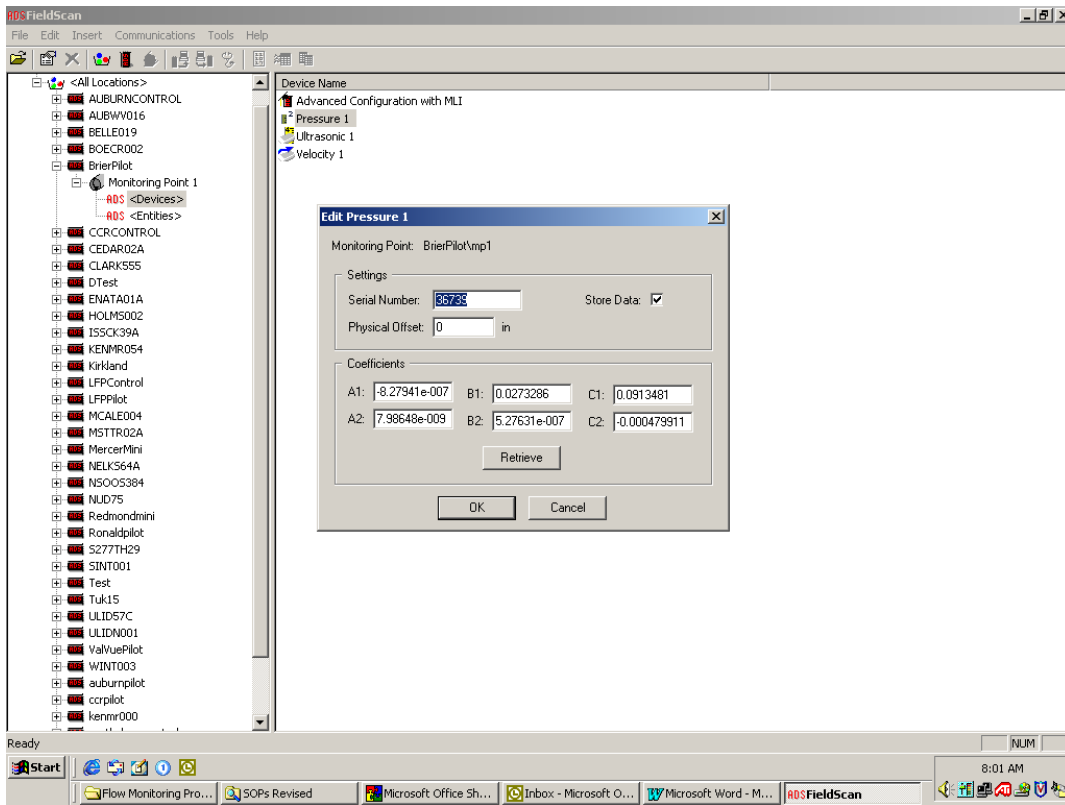 ADSFieldScan
File Edit Insert Communications Tools Help
<All Locations>
AUBURNCONTROL
AUBWV016
BELLE019
BOECR002
BrierPilot
Monitoring Point 1
ADS <Devices>
ADS <Entities>
CCRCONTROL
CEDAR02A
CLARK555
DTest
ENATA01A
HOLMS002
ISSCK39A
KENMR054
Kirkland
LFPControl
LFPPilot
MCALE004
MSTTR02A
MercerMini
NELKS64A
NSOOS384
NUD75
Redmondmini
Ronaldpilot
S277TH29
SINT001
Test
Tuk15
ULID57C
ULIDN001
ValVuePilot
WINT003
auburnpilot
ccrpilot
kenmr000
Device Name
Advanced Configuration with MLI
Pressure 1
Ultrasonic 1
Velocity 1
Edit Pressure 1
Monitoring Point: BrierPilot\mp1
Settings
Serial Number: 36739 Store Data:
Physical Offset: 0 in
Coefficients
A1: -8.27941e-007 B1: 0.0273286 C1: 0.0913481
A2: 7.98648e-009 B2: 5.27631e-007 C2: -0.000479911
Retrieve
OK Cancel
Ready NUM
Start 8:01 AM
Flow Monitoring Pro... SOPs Revised Microsoft Office Sh... Inbox - Microsoft O... Microsoft Word - M... ADSFieldScan